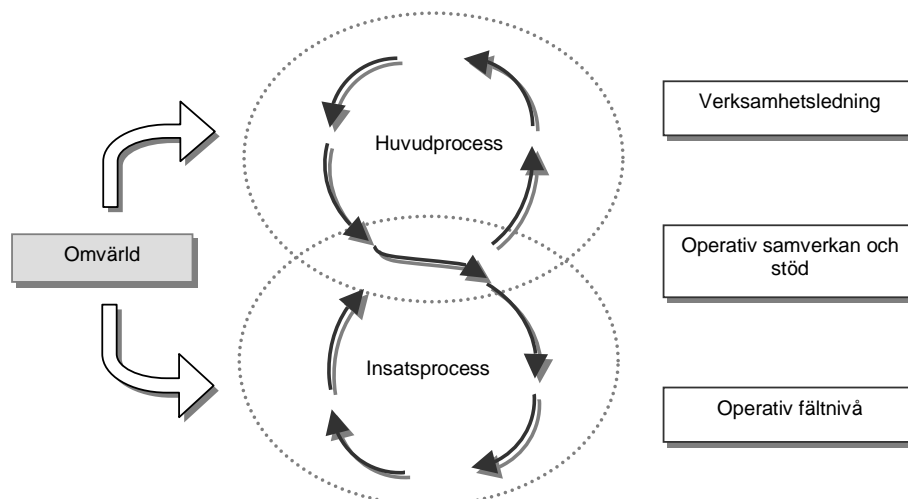 Verksamhetsledning
Huvudprocess
Omvärld
Operativ samverkan och
stöd
Insatsprocess
Operativ fältnivå